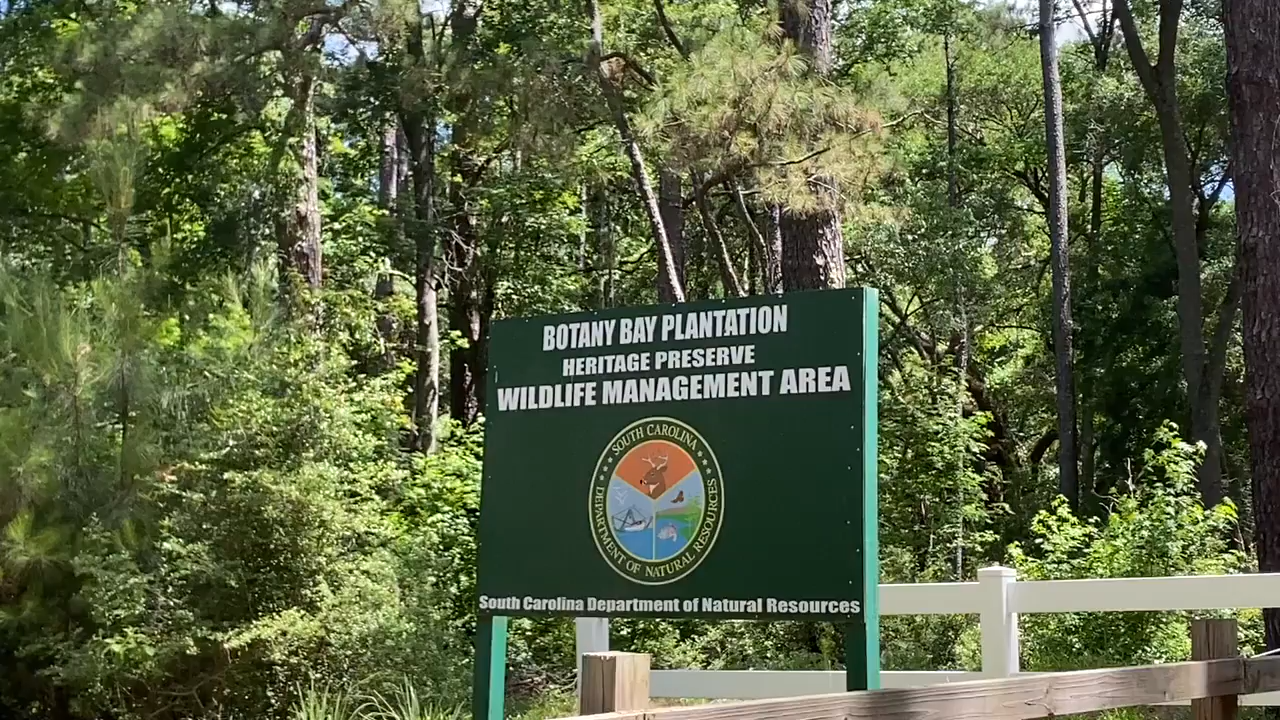 BOTANY BAY PLANTATION
HERITAGE PRESERVE
WILDLIFE MANAGEMENT AREA
SOUTH CAROLINA
DEPARTMENT OF NATURAL RESOURCES
South Carolina Department of Natural Resources